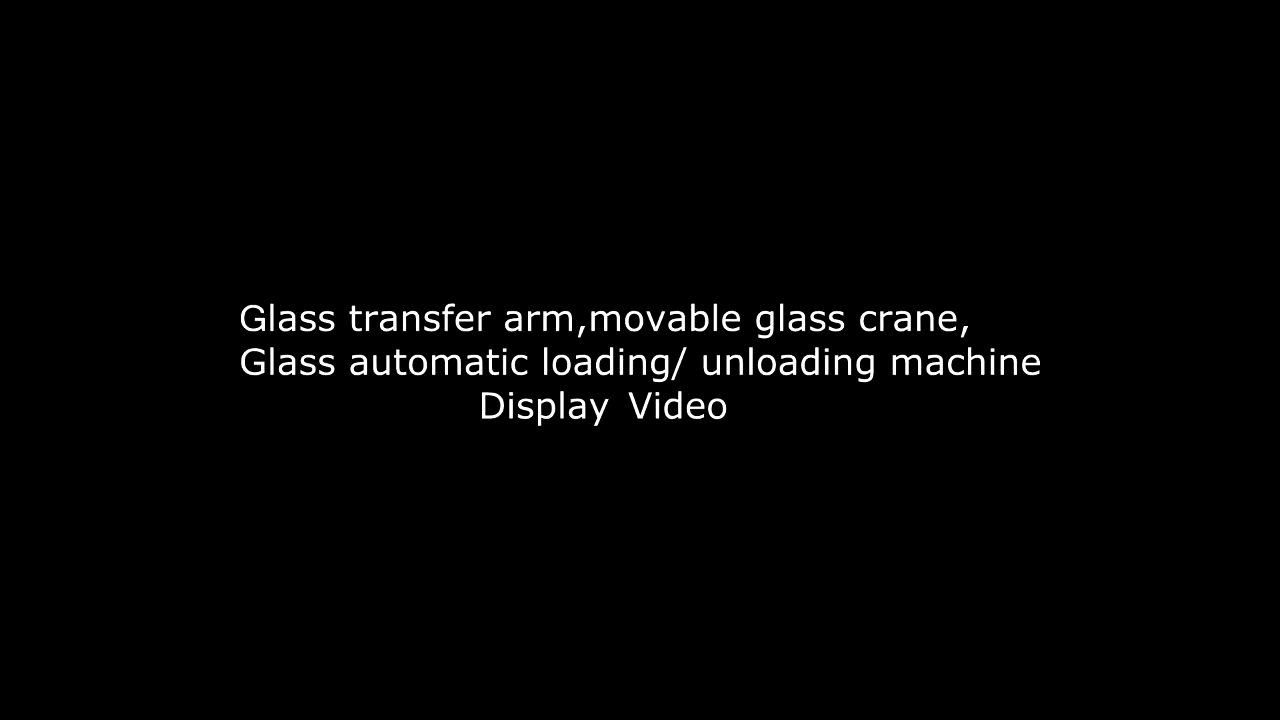 Glass transfer arm,movable glass crane,
Glass automatic loading/ unloading machine
Display Video